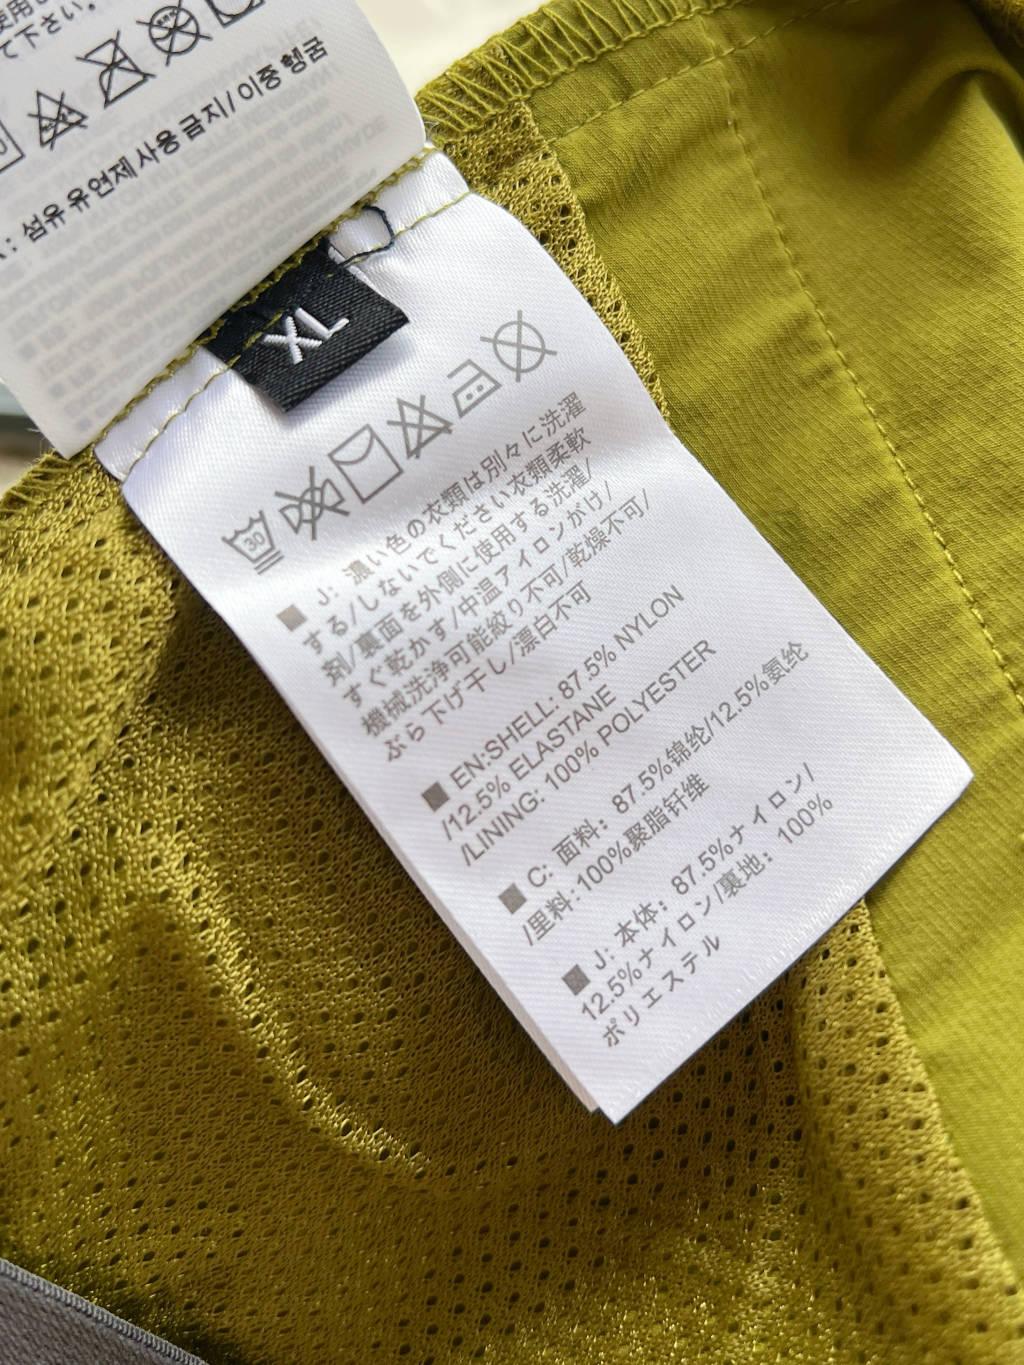 て下さい。
섬유 유연제 사용 금지 / 이중 헹굼
XL
30
■ J: 濃い色の衣類は別々に洗濯
する/しないでください衣類柔軟
剤/裏面を外側に使用する洗濯/
すぐ乾かす/中温アイロンがけ/
機械洗浄可能絞り不可/乾燥不可/
ぶら下げ干し/漂白不可
■ EN:SHELL: 87.5% NYLON
/12.5% ELASTANE
/LINING: 100% POLYESTER
■ C: 面料: 87.5%锦纶/12.5%氨纶
/里料: 100%聚脂钎维
■ J: 本体: 87.5%ナイロン/
12.5%ナイロン/裏地: 100%
ポリエステル